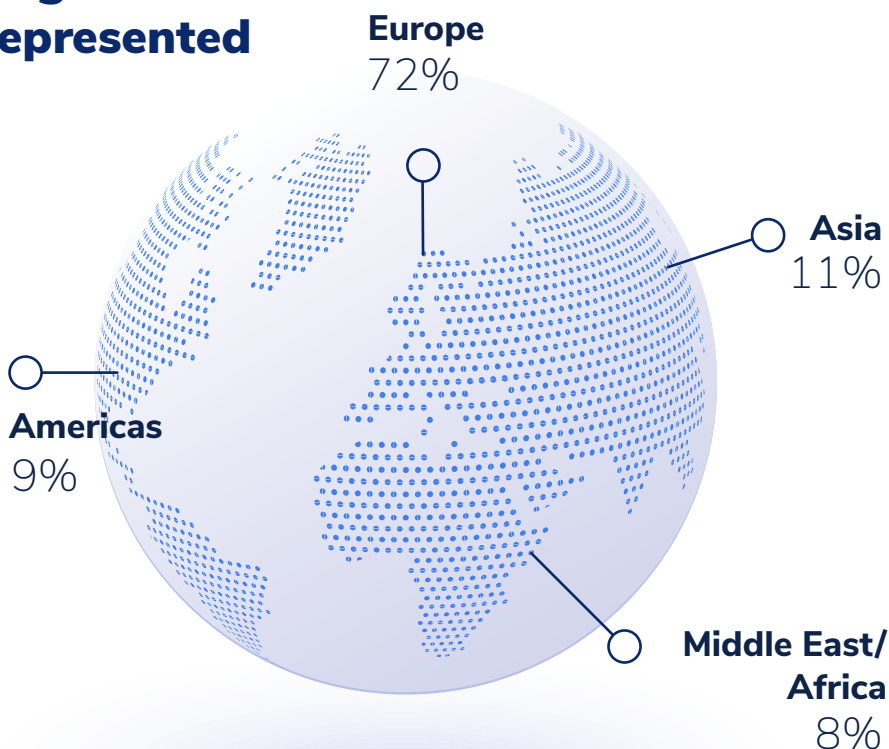 epresented
Europe
72%
Asia
11%
Americas
9%
Middle East/
Africa
8%